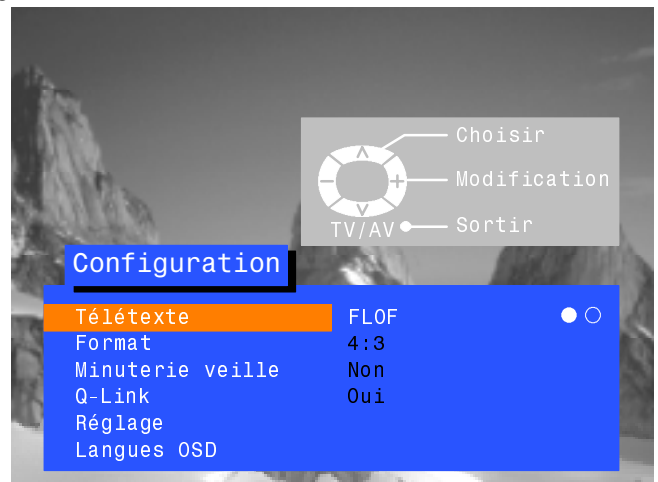 Choisir
Modification
TV/AV Sortir
Configuration
Télétexte FLOF
Format 4:3
Minuterie veille Non
Q-Link Oui
Réglage
Langues OSD